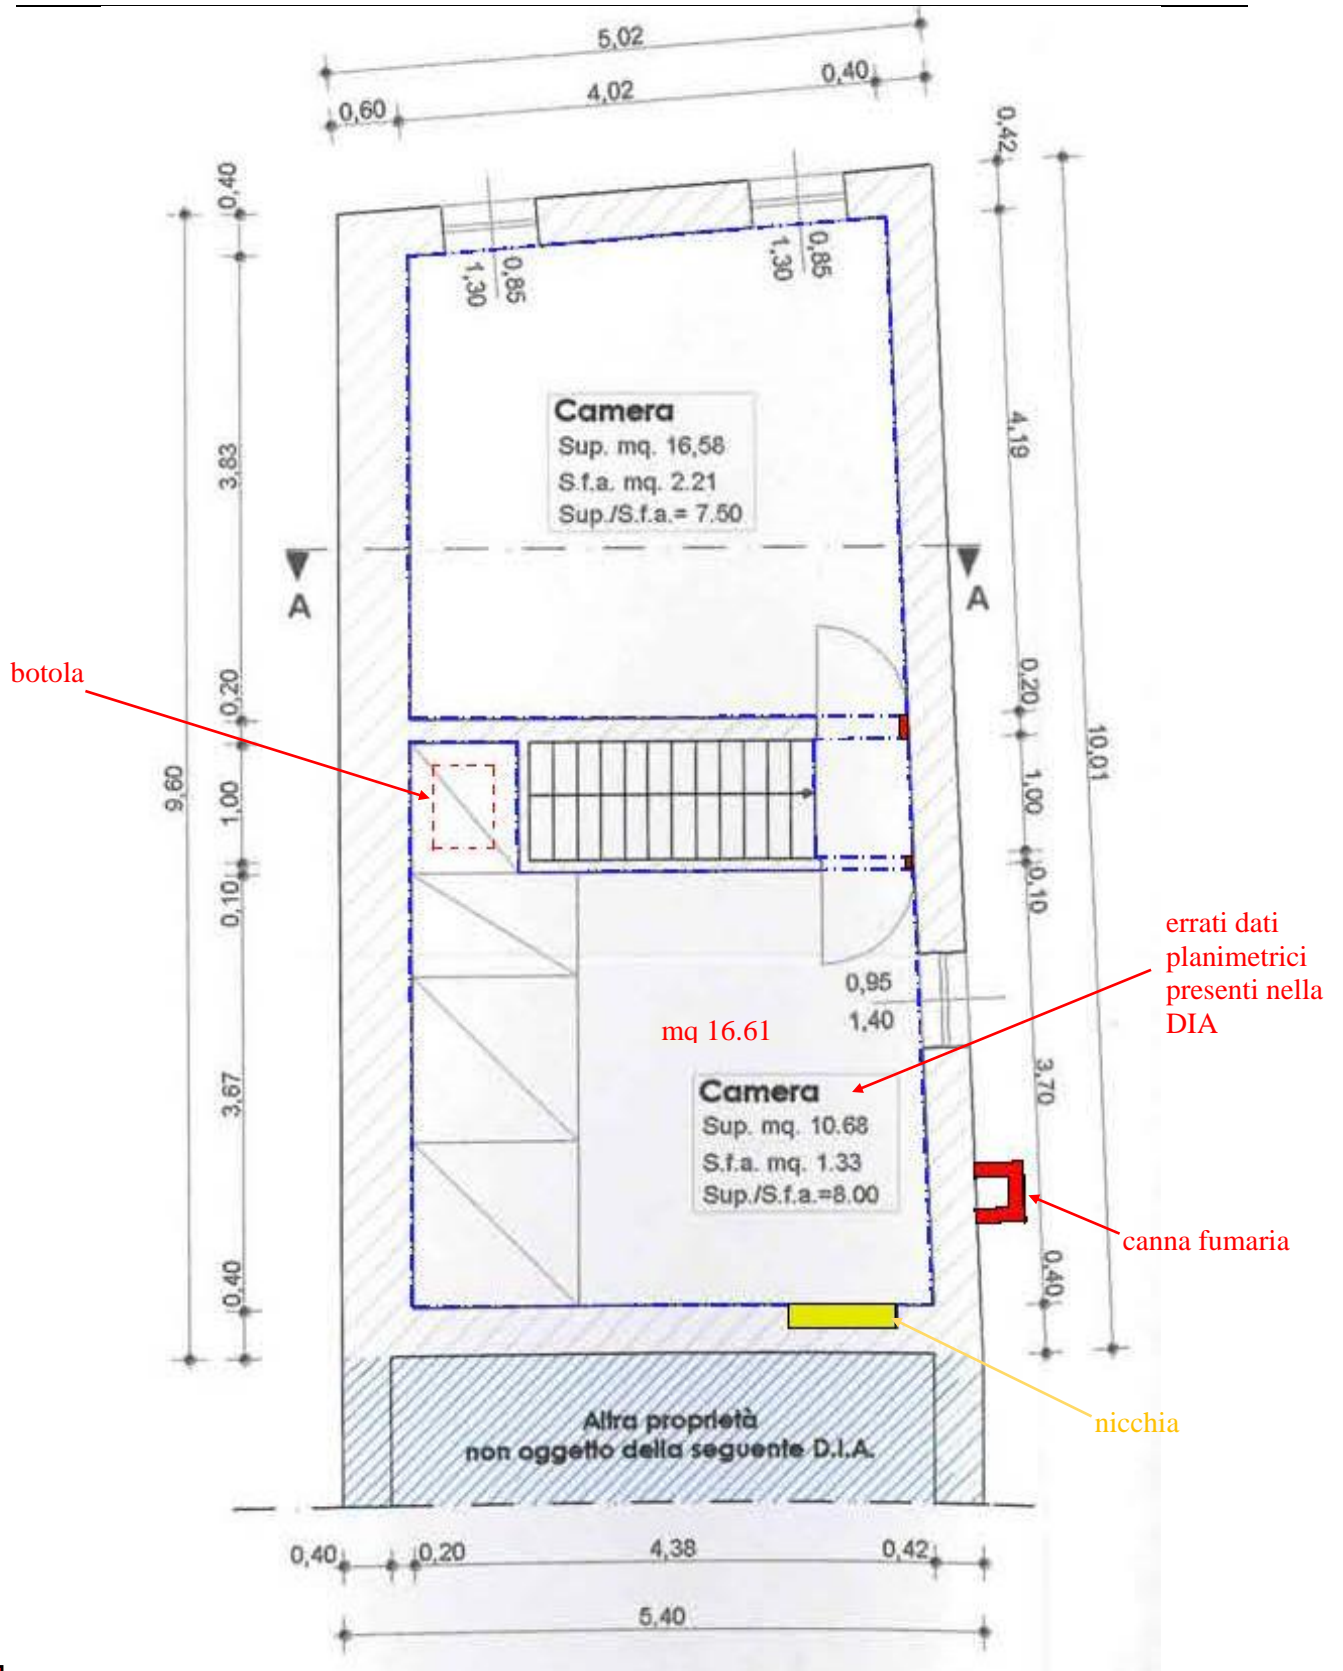 5,02
0,60
4,02
0,40
0,42
0,40
1,30
0,85
1,30
0,85
3,83
4,19
Camera
Sup. mq. 16,58
S.f.a. mq. 2.21
Sup./S.f.a.= 7.50
A
A
botola
0,20
0,20
10,01
9,60
1,00
1,00
0,10
0,10
errati dati
planimetrici
presenti nella
DIA
0,95
1,40
mq 16.61
3,67
3,70
Camera
Sup. mq. 10.68
S.f.a. mq. 1.33
Sup./S.f.a.=8.00
canna fumaria
0,40
0,40
nicchia
Altra proprietà
non oggetto della seguente D.I.A.
0,40
0,20
4,38
0,42
5,40